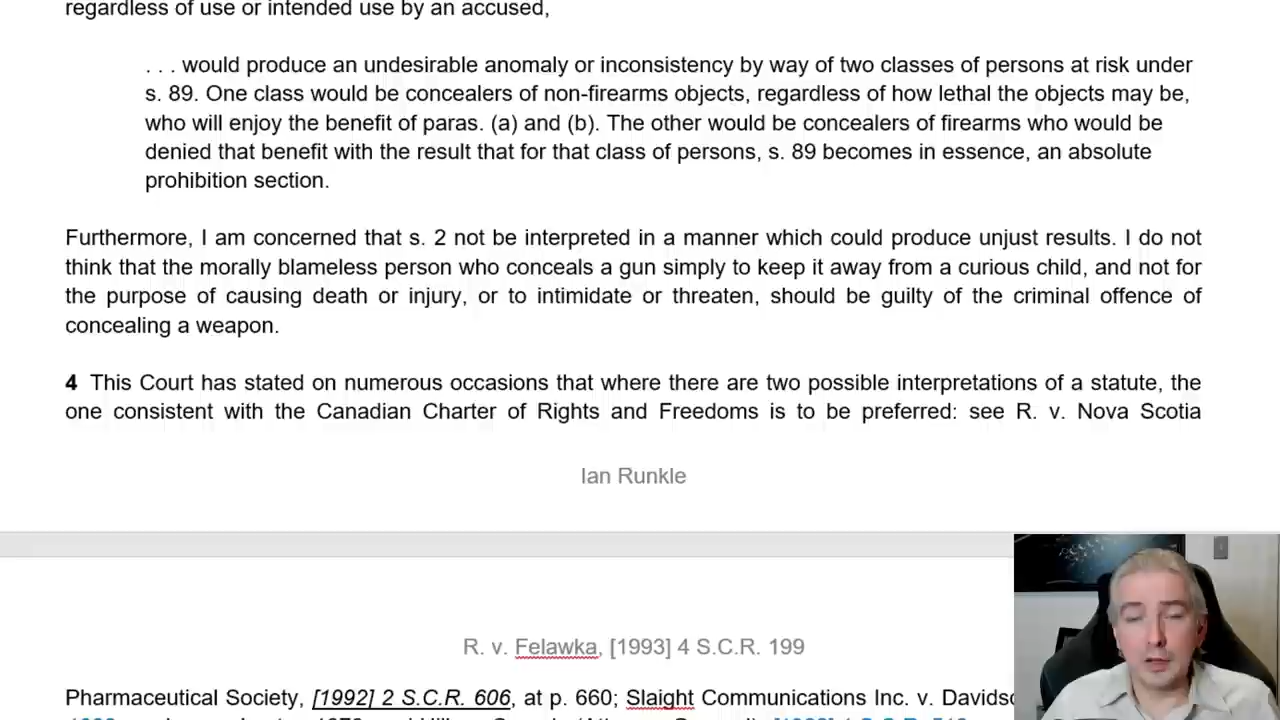 regardless of use or intended use by an accused,
. . . would produce an undesirable anomaly or inconsistency by way of two classes of persons at risk under
s. 89. One class would be concealers of non-firearms objects, regardless of how lethal the objects may be,
who will enjoy the benefit of paras. (a) and (b). The other would be concealers of firearms who would be
denied that benefit with the result that for that class of persons, s. 89 becomes in essence, an absolute
prohibition section.
Furthermore, I am concerned that s. 2 not be interpreted in a manner which could produce unjust results. I do not
think that the morally blameless person who conceals a gun simply to keep it away from a curious child, and not for
the purpose of causing death or injury, or to intimidate or threaten, should be guilty of the criminal offence of
concealing a weapon.
4 This Court has stated on numerous occasions that where there are two possible interpretations of a statute, the
one consistent with the Canadian Charter of Rights and Freedoms is to be preferred: see R. v. Nova Scotia
Ian Runkle
R. v. Felawka, [1993] 4 S.C.R. 199
Pharmaceutical Society, [1992] 2 S.C.R. 606, at p. 660; Slaight Communications Inc. v.